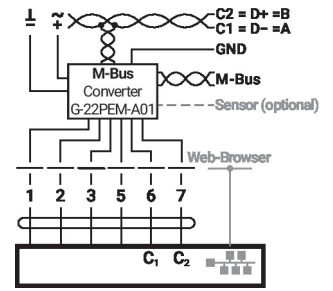 C2 = D+ =B
C1 = D– =A
GND
M-Bus
Converter
G-22PEM-A01
M-Bus
Sensor (optional)
Web-Browser
1 2 3 5 6 7
C1 C2